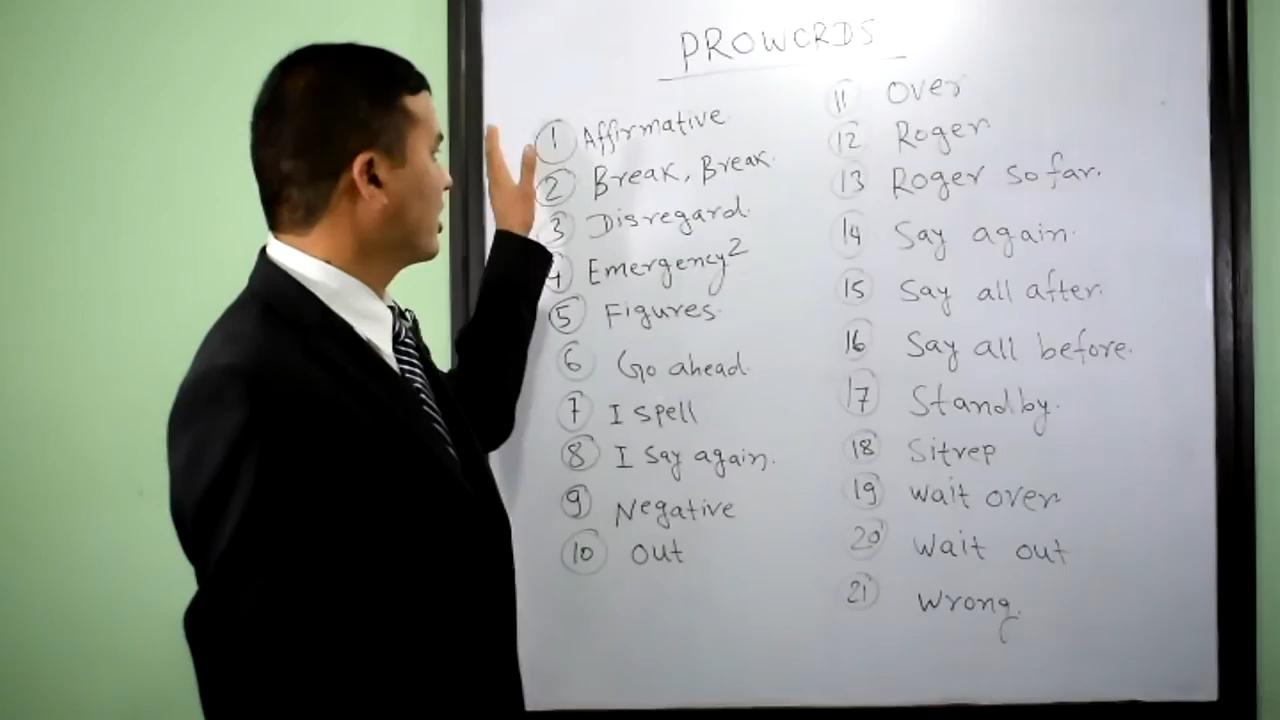 PROWORDS
1 Affirmative
2 Break, Break.
3 Disregard.
4 Emergency²
5 Figures.
6 Go ahead.
7 I spell
8 I Say again.
9 Negative
10 Out
11 Over
12 Roger
13 Roger so far.
14 Say again.
15 Say all after.
16 Say all before.
17 Standby.
18 Sitrep
19 Wait over
20 Wait out
21 Wrong.